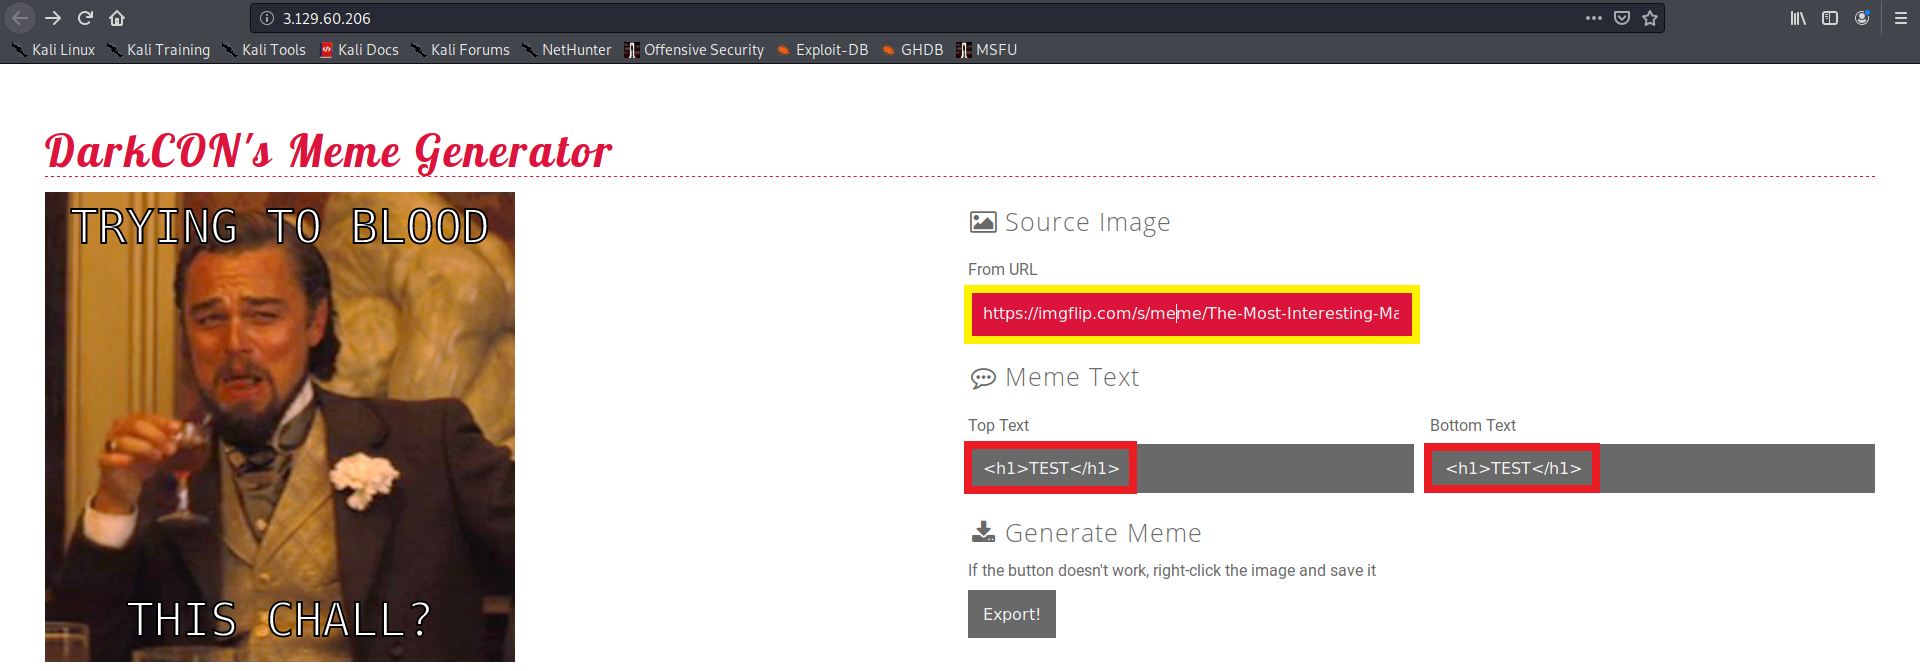 3.129.60.206
Kali Linux Kali Training Kali Tools Kali Docs Kali Forums NetHunter Offensive Security Exploit-DB GHDB MSFU
DarkCON's Meme Generator
TRYING TO BLOOD
THIS CHALL?
Source Image
From URL
https://imgflip.com/s/meme/The-Most-Interesting-Ma
Meme Text
Top Text Bottom Text
<h1>TEST</h1> <h1>TEST</h1>
Generate Meme
If the button doesn't work, right-click the image and save it
Export!